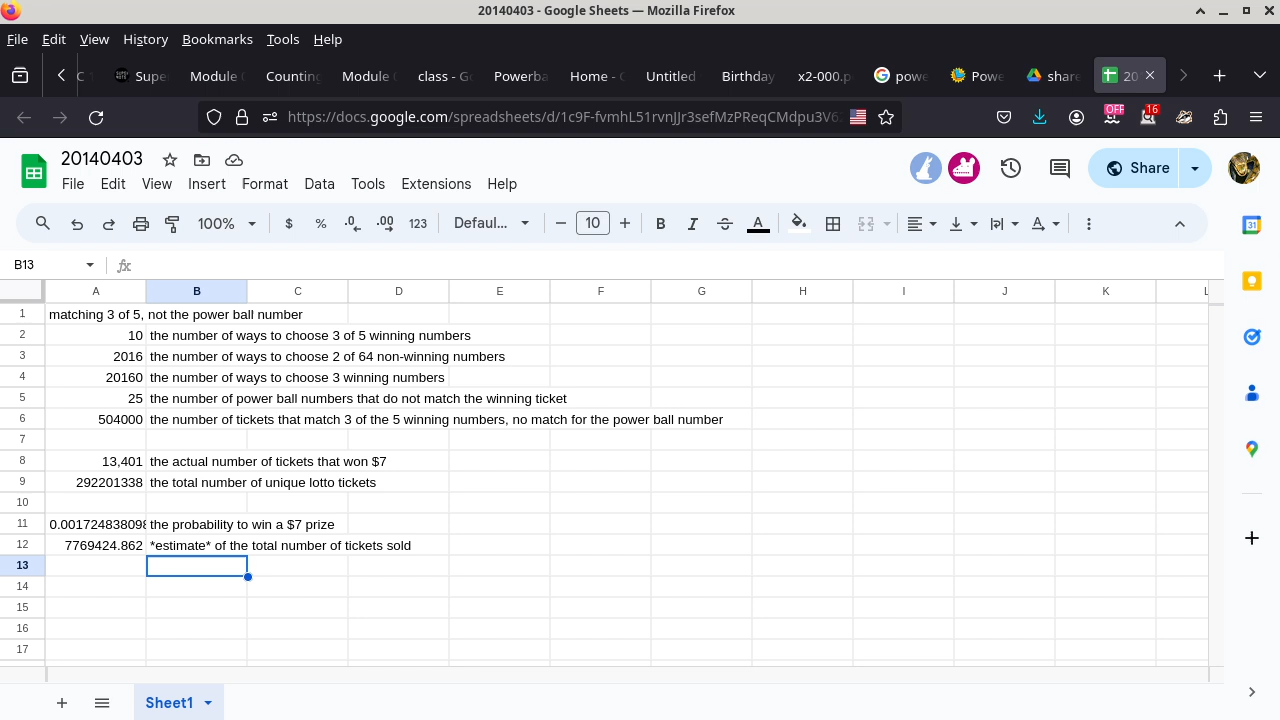 20140403 - Google Sheets — Mozilla Firefox
File Edit View History Bookmarks Tools Help
Supe Module Counting Module class - G Powerba Home - Untitled Birthday x2-000.p pow Powe share 20
https://docs.google.com/spreadsheets/d/1c9F-fvmhL51rvnJJr3sefMzPReqCMdpu3V6 OFF 16
20140403
File Edit View Insert Format Data Tools Extensions Help
Share
100% $ % .0 .00 123 Defaul... 10 B I S A A
B13 fx
A B C D E F G H I J K L
1 matching 3 of 5, not the power ball number
2 10 the number of ways to choose 3 of 5 winning numbers
3 2016 the number of ways to choose 2 of 64 non-winning numbers
4 20160 the number of ways to choose 3 winning numbers
5 25 the number of power ball numbers that do not match the winning ticket
6 504000 the number of tickets that match 3 of the 5 winning numbers, no match for the power ball number
7
8 13,401 the actual number of tickets that won $7
9 292201338 the total number of unique lotto tickets
10
11 0.001724838098 the probability to win a $7 prize
12 7769424.862 *estimate* of the total number of tickets sold
13
14
15
16
17
Sheet1
31